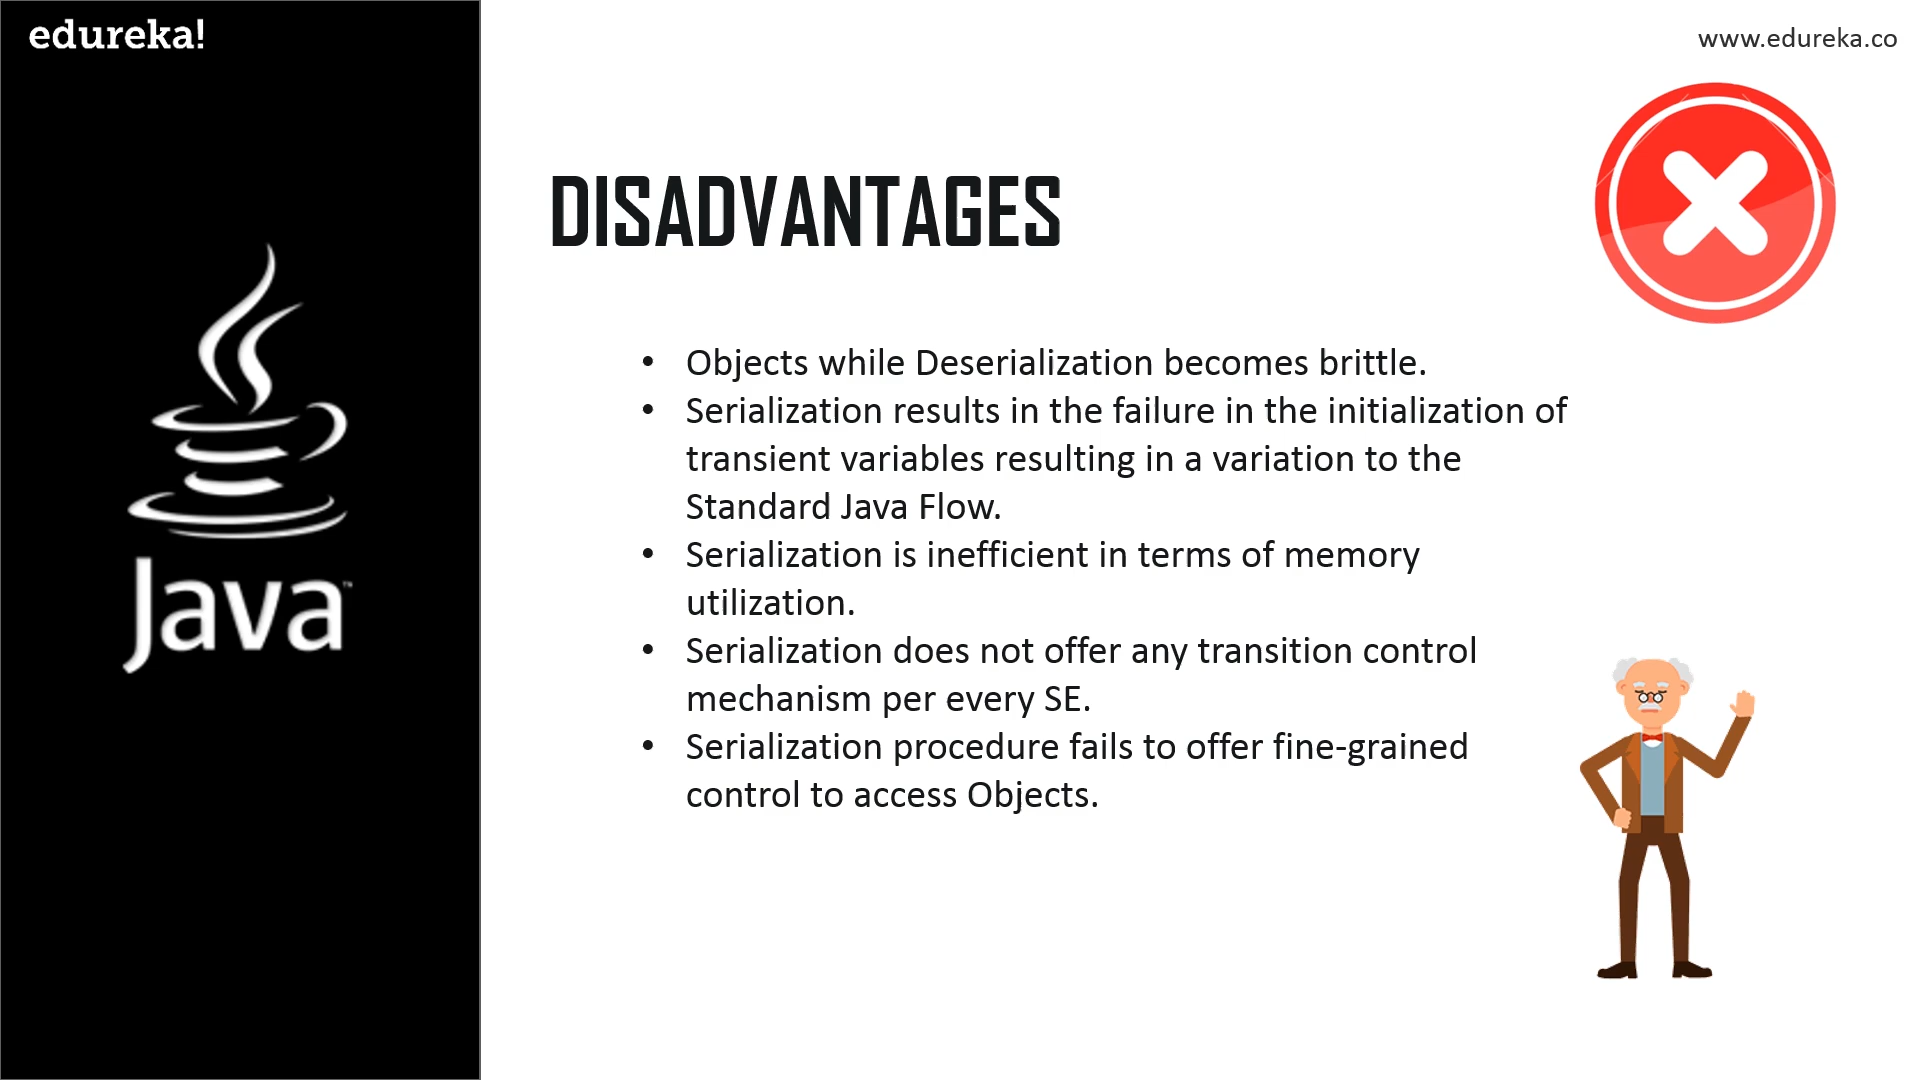 edureka!
www.edureka.co
DISADVANTAGES
• Objects while Deserialization becomes brittle.
• Serialization results in the failure in the initialization of
transient variables resulting in a variation to the
Standard Java Flow.
• Serialization is inefficient in terms of memory
utilization.
• Serialization does not offer any transition control
mechanism per every SE.
• Serialization procedure fails to offer fine-grained
control to access Objects.
Java™